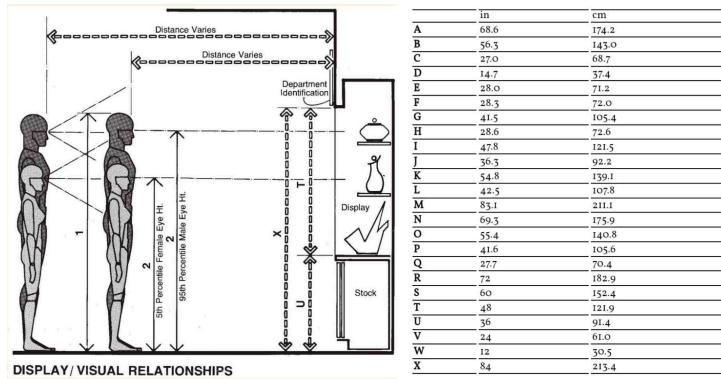 Distance Varies
Distance Varies
Department
Identification
1
2
5th Percentile Female Eye Ht.
2
95th Percentile Male Eye Ht.
X
T
U
Display
Stock
DISPLAY/VISUAL RELATIONSHIPS
in cm
A 68.6 174.2
B 56.3 143.0
C 27.0 68.7
D 14.7 37.4
E 28.0 71.2
F 28.3 72.0
G 41.5 105.4
H 28.6 72.6
I 47.8 121.5
J 36.3 92.2
K 54.8 139.1
L 42.5 107.8
M 83.1 211.1
N 69.3 175.9
O 55.4 140.8
P 41.6 105.6
Q 27.7 70.4
R 72 182.9
S 60 152.4
T 48 121.9
U 36 91.4
V 24 61.0
W 12 30.5
X 84 213.4